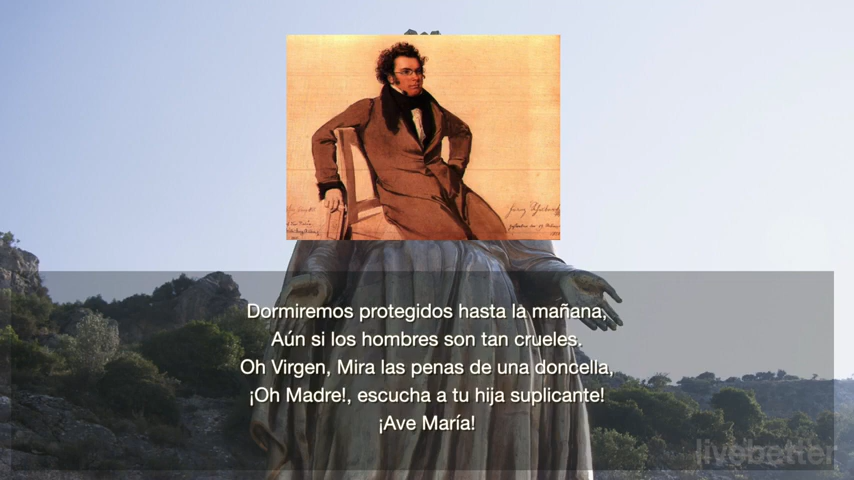 Dormiremos protegidos hasta la mañana,
Aún si los hombres son tan crueles.
Oh Virgen, Mira las penas de una doncella,
¡Oh Madre!, escucha a tu hija suplicante!
¡Ave María!
livebetter